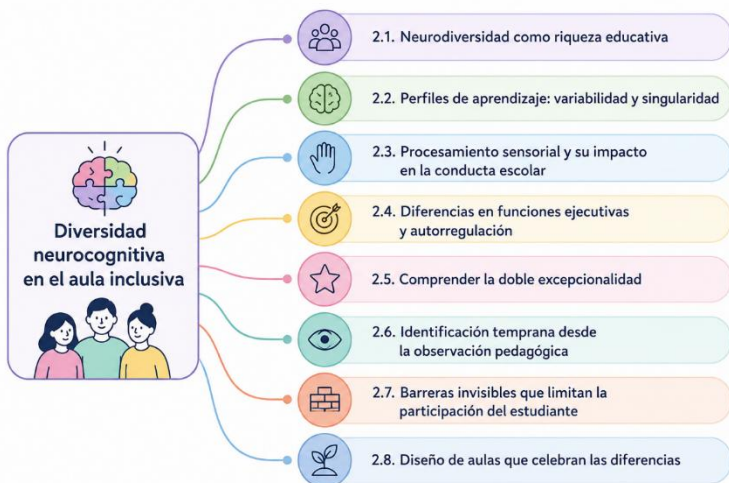 Diversidad
neurocognitiva
en el aula inclusiva
2.1. Neurodiversidad como riqueza educativa
2.2. Perfiles de aprendizaje: variabilidad y singularidad
2.3. Procesamiento sensorial y su impacto
en la conducta escolar
2.4. Diferencias en funciones ejecutivas
y autorregulación
2.5. Comprender la doble excepcionalidad
2.6. Identificación temprana desde
la observación pedagógica
2.7. Barreras invisibles que limitan la
participación del estudiante
2.8. Diseño de aulas que celebran las diferencias